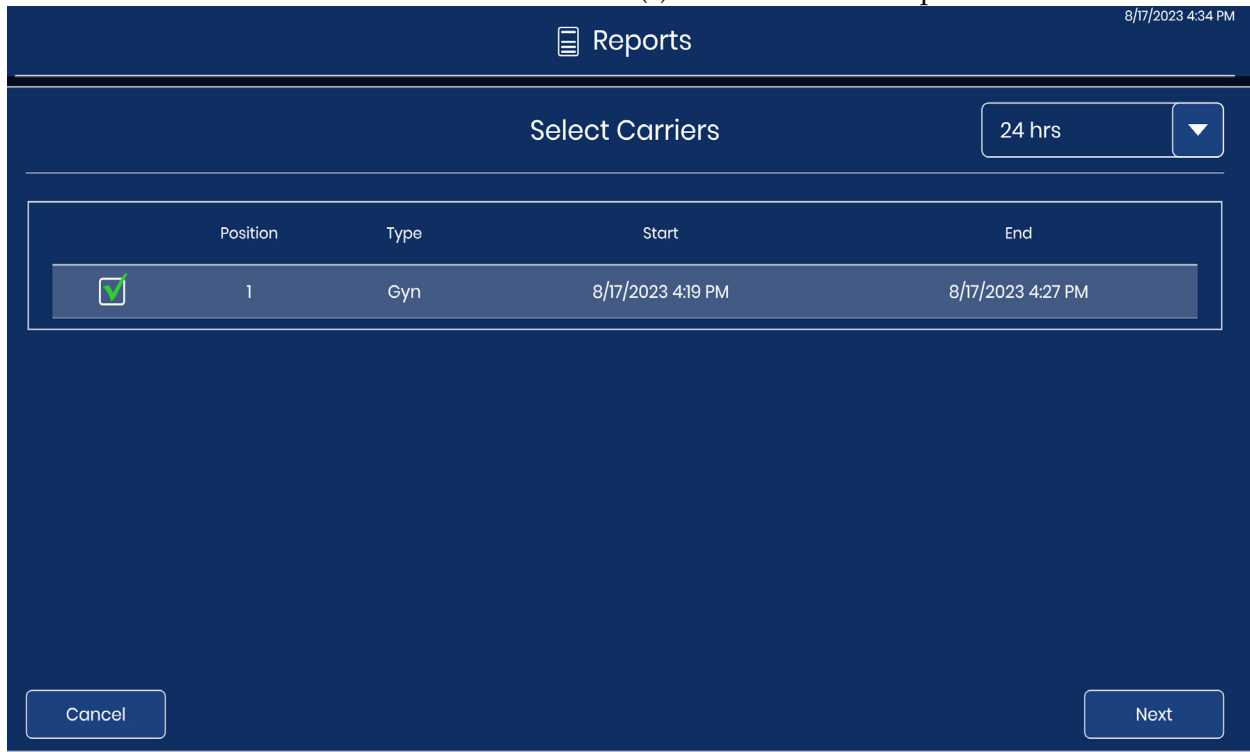 (s)
8/17/2023 4:34 PM
Reports
Select Carriers
24 hrs
Position Type Start End
1 Gyn 8/17/2023 4:19 PM 8/17/2023 4:27 PM
Cancel Next